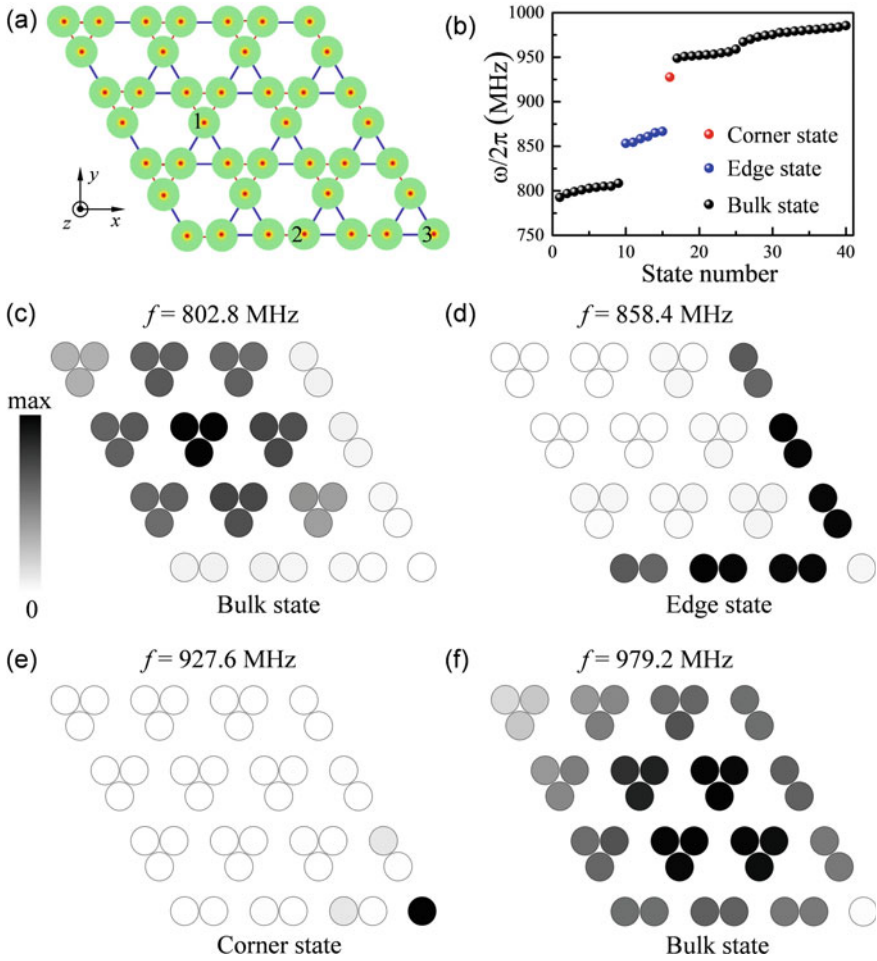 (a)
1
2
3
y
z
x
(b)
ω/2π (MHz)
1000
950
900
850
800
750
0
10
20
30
40
State number
Corner state
Edge state
Bulk state
(c)
f = 802.8 MHz
max
0
Bulk state
(d)
f = 858.4 MHz
Edge state
(e)
f = 927.6 MHz
Corner state
(f)
f = 979.2 MHz
Bulk state